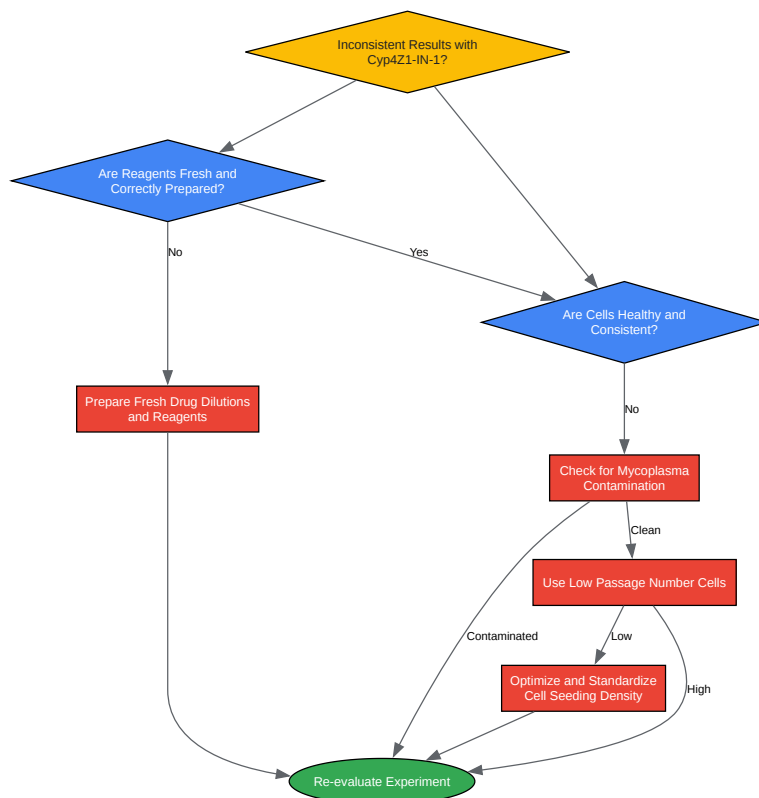 Inconsistent Results with
Cyp4Z1-IN-1?
Are Reagents Fresh and
Correctly Prepared?
No
Yes
Are Cells Healthy and
Consistent?
Prepare Fresh Drug Dilutions
and Reagents
No
Check for Mycoplasma
Contamination
Clean
Use Low Passage Number Cells
Contaminated
Low
Optimize and Standardize
Cell Seeding Density
High
Re-evaluate Experiment